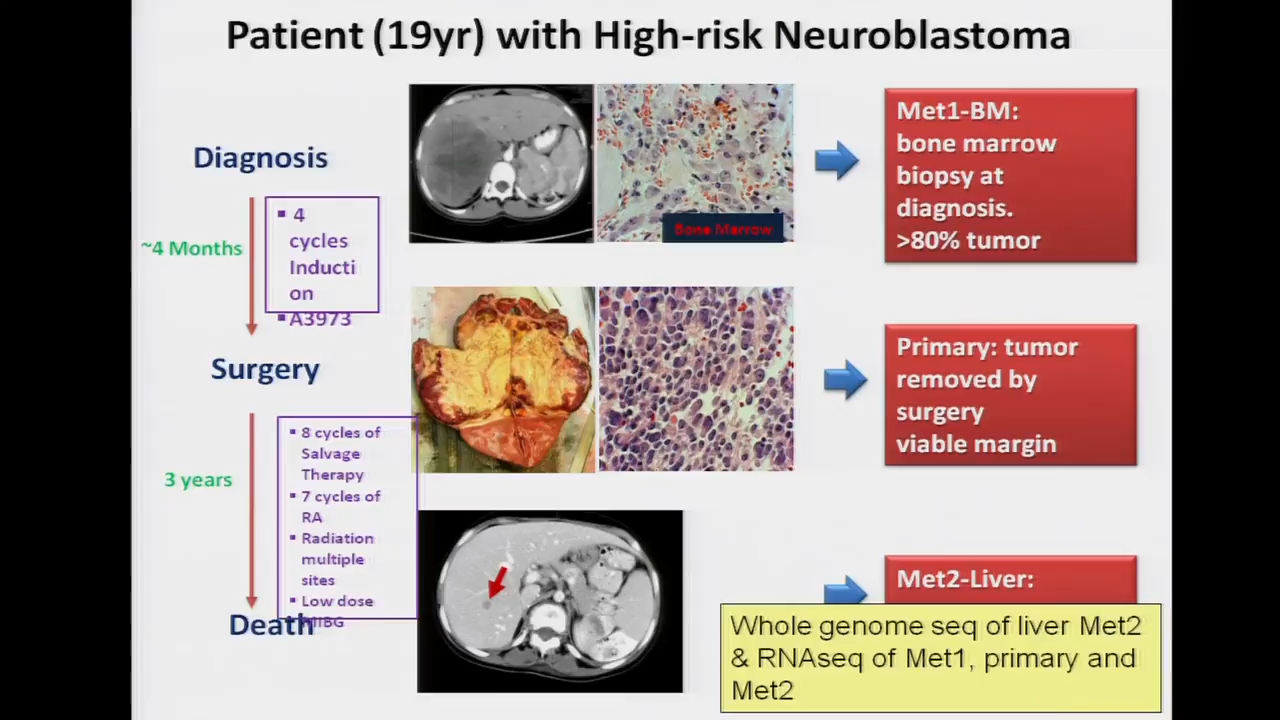 Patient (19yr) with High-risk Neuroblastoma
Diagnosis
~4 Months
▪ 4
cycles
Inducti
on
▪ A3973
Bone Marrow
Met1-BM:
bone marrow
biopsy at
diagnosis.
>80% tumor
Surgery
Primary: tumor
removed by
surgery
viable margin
3 years
▪ 8 cycles of
Salvage
Therapy
▪ 7 cycles of
RA
▪ Radiation
multiple
sites
▪ Low dose
MIBG
Death
Met2-Liver:
Whole genome seq of liver Met2
& RNAseq of Met1, primary and
Met2